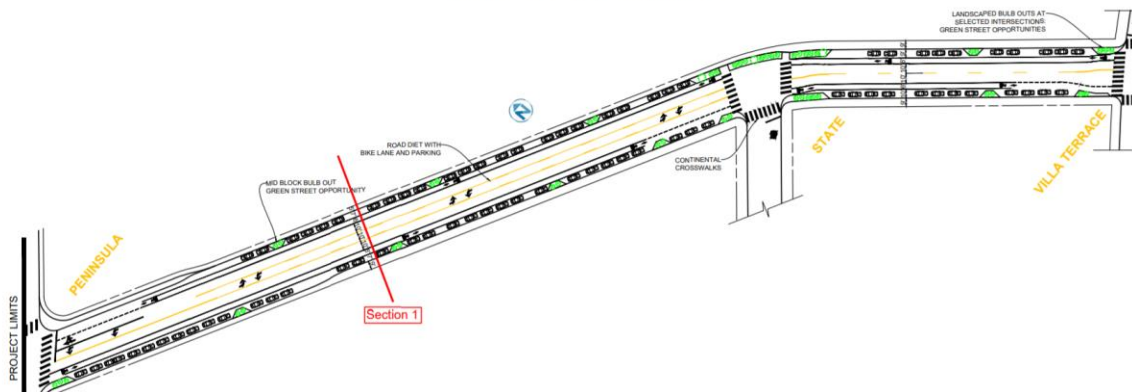 LANDSCAPED BULB OUTS AT
SELECTED INTERSECTIONS:
GREEN STREET OPPORTUNITIES
ROAD DIET WITH
BIKE LANE AND PARKING
MID BLOCK BULB OUT
GREEN STREET OPPORTUNITY
CONTINENTAL
CROSSWALKS
PENINSULA
STATE
VILLA TERRACE
Section 1
PROJECT LIMITS